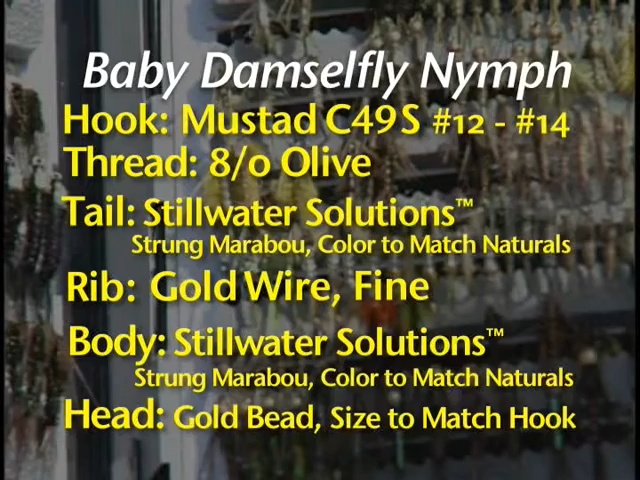 Baby Damselfly Nymph
Hook: Mustad C49S #12 - #14
Thread: 8/0 Olive
Tail: Stillwater Solutions™
Strung Marabou, Color to Match Naturals
Rib: Gold Wire, Fine
Body: Stillwater Solutions™
Strung Marabou, Color to Match Naturals
Head: Gold Bead, Size to Match Hook